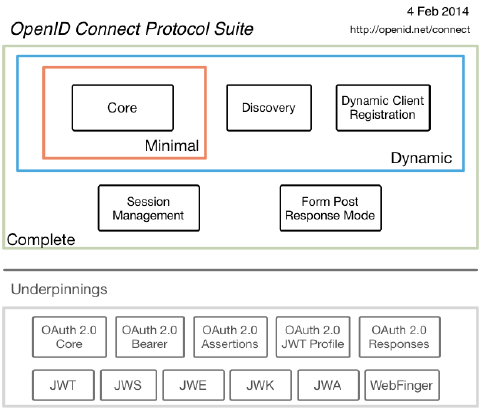 4 Feb 2014
OpenID Connect Protocol Suite
http://openid.net/connect
Core
Discovery
Dynamic Client
Registration
Minimal
Dynamic
Session
Management
Form Post
Response Mode
Complete
Underpinnings
OAuth 2.0
Core
OAuth 2.0
Bearer
OAuth 2.0
Assertions
OAuth 2.0
JWT Profile
OAuth 2.0
Responses
JWT
JWS
JWE
JWK
JWA
WebFinger